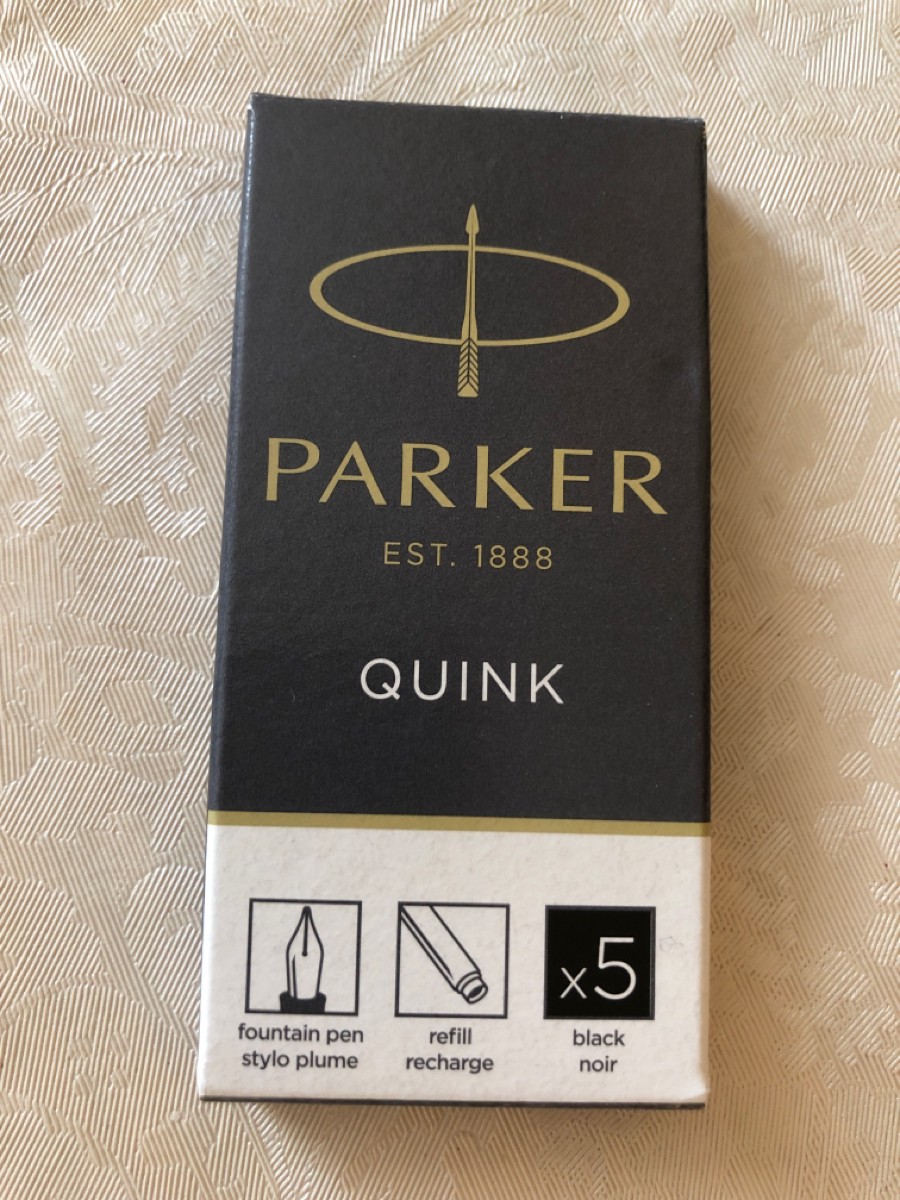 PARKER
EST. 1888
QUINK
x5
fountain pen
stylo plume
refill
recharge
black
noir